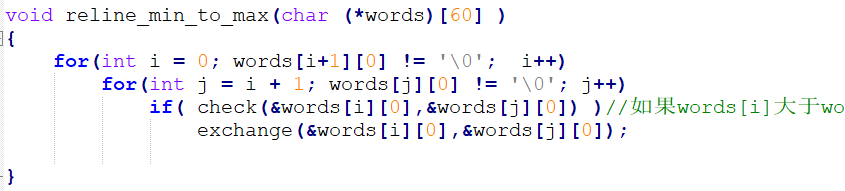 void reline_min_to_max(char (*words)[60] )
{
    for(int i = 0; words[i+1][0] != '\0';  i++)
        for(int j = i + 1; words[j][0] != '\0'; j++)
            if( check(&words[i][0],&words[j][0]) )//如果words[i]大于wo
                exchange(&words[i][0],&words[j][0]);
}